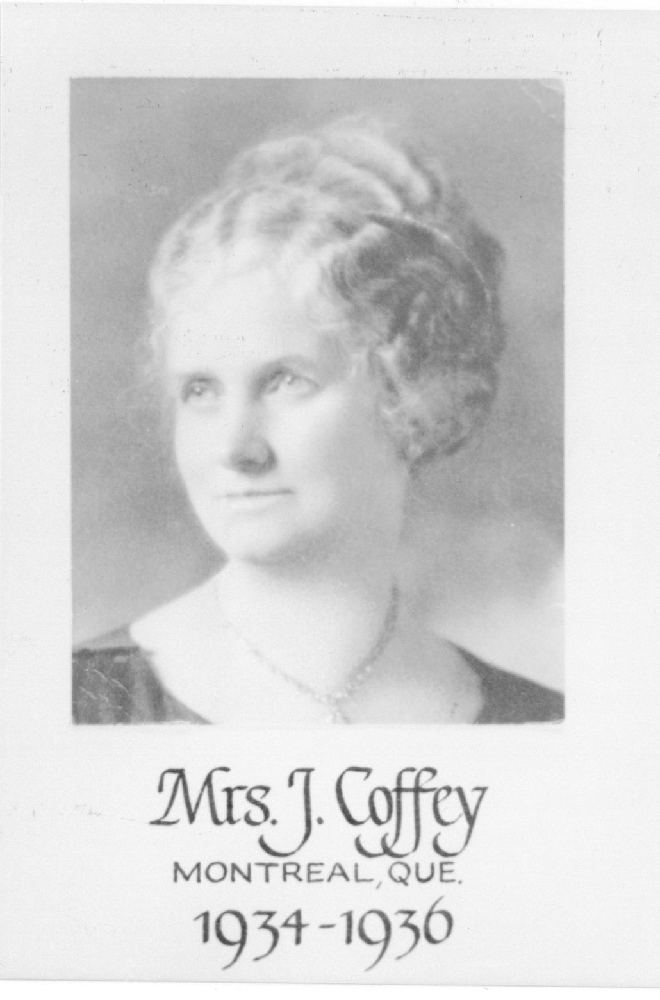 Mrs. J. Coffey
MONTREAL, QUE.
1934-1936